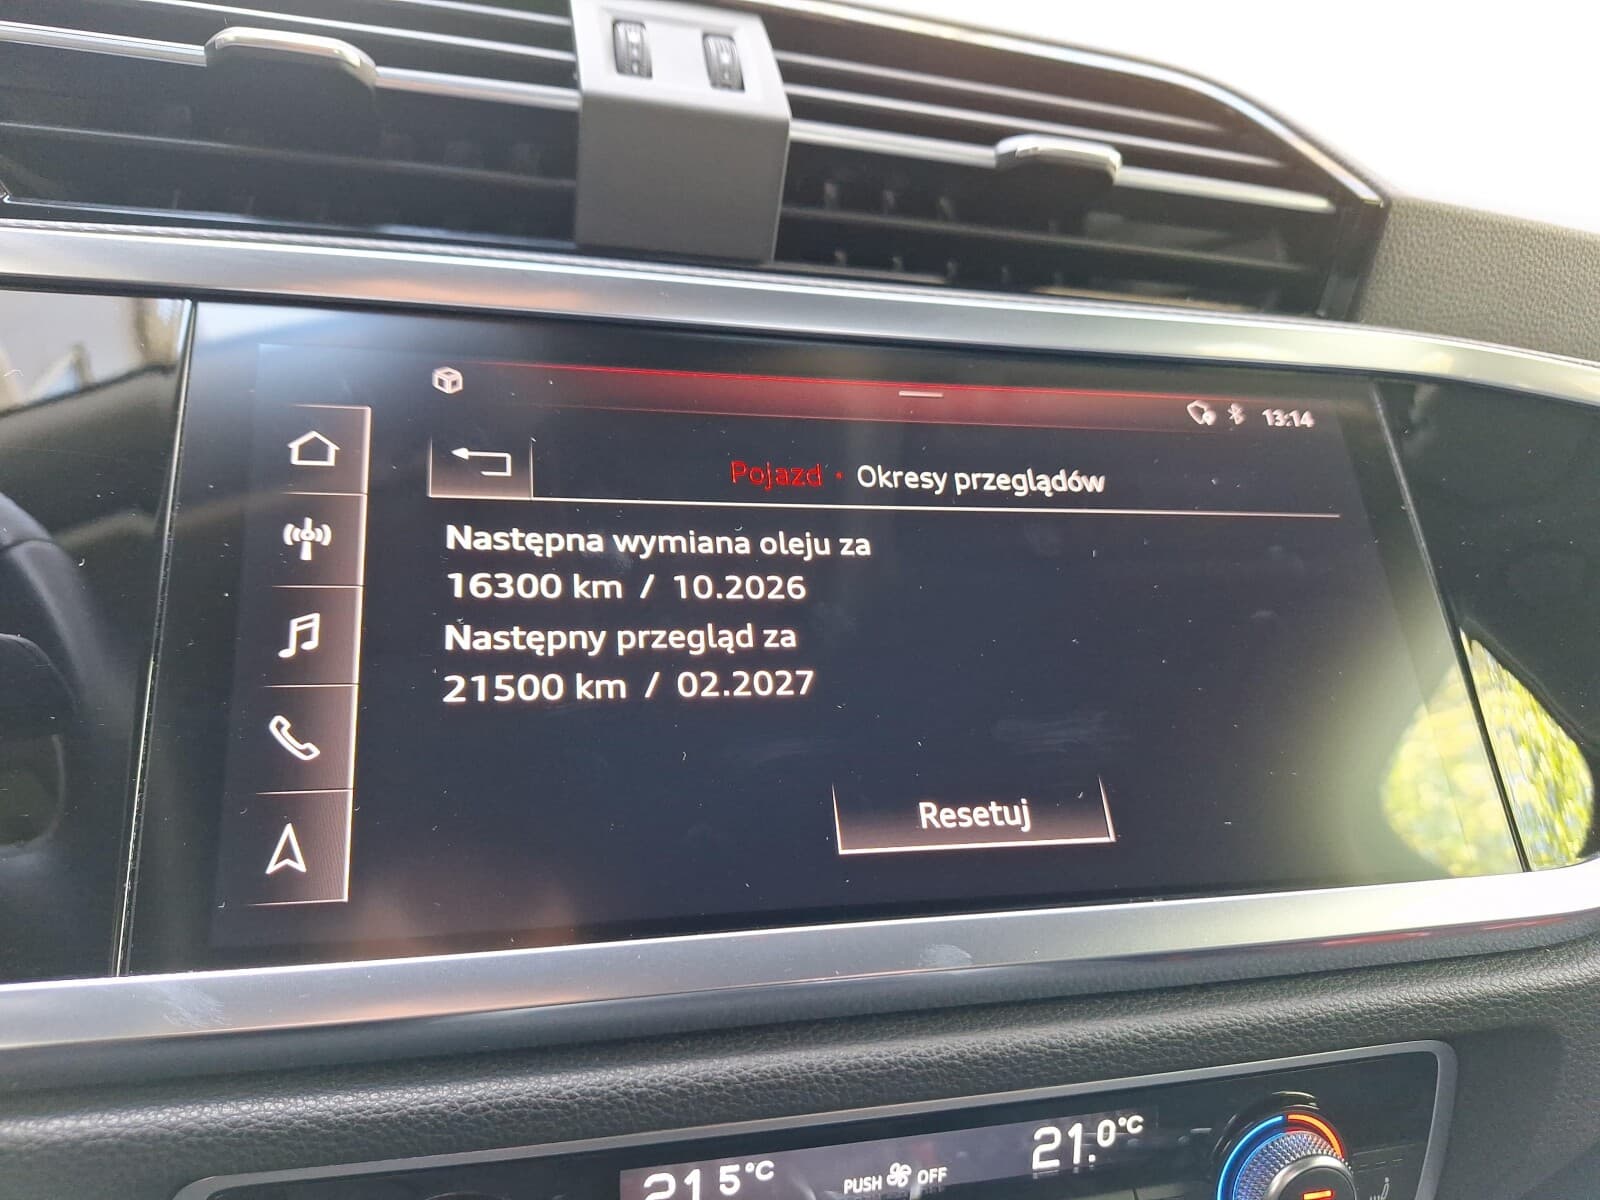 13:14
Pojazd · Okresy przeglądów
Następna wymiana oleju za
16300 km / 10.2026
Następny przegląd za
21500 km / 02.2027
Resetuj
21.5°C PUSH OFF 21.0°C